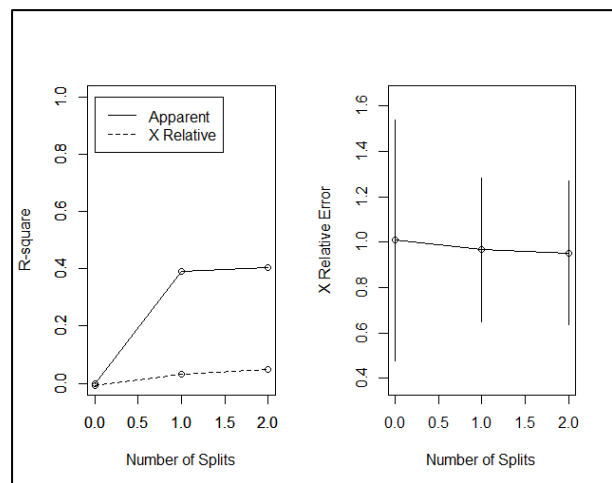 Apparent
X Relative
R-square
1.0
0.8
0.6
0.4
0.2
0.0
0.0 0.5 1.0 1.5 2.0
Number of Splits
X Relative Error
1.6
1.4
1.2
1.0
0.8
0.6
0.4
0.0 0.5 1.0 1.5 2.0
Number of Splits